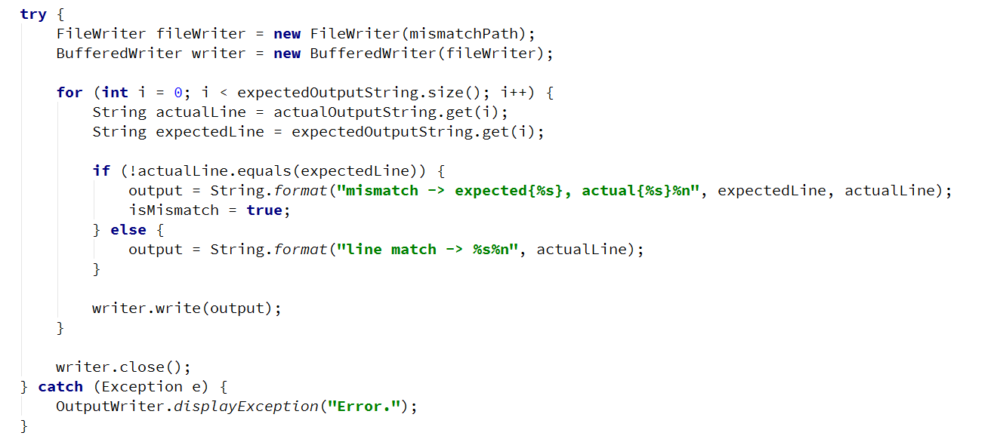 try {
    FileWriter fileWriter = new FileWriter(mismatchPath);
    BufferedWriter writer = new BufferedWriter(fileWriter);

    for (int i = 0; i < expectedOutputString.size(); i++) {
        String actualLine = actualOutputString.get(i);
        String expectedLine = expectedOutputString.get(i);

        if (!actualLine.equals(expectedLine)) {
            output = String.format("mismatch -> expected{%s}, actual{%s}%n", expectedLine, actualLine);
            isMismatch = true;
        } else {
            output = String.format("line match -> %s%n", actualLine);
        }

        writer.write(output);
    }

    writer.close();
} catch (Exception e) {
    OutputWriter.displayException("Error.");
}